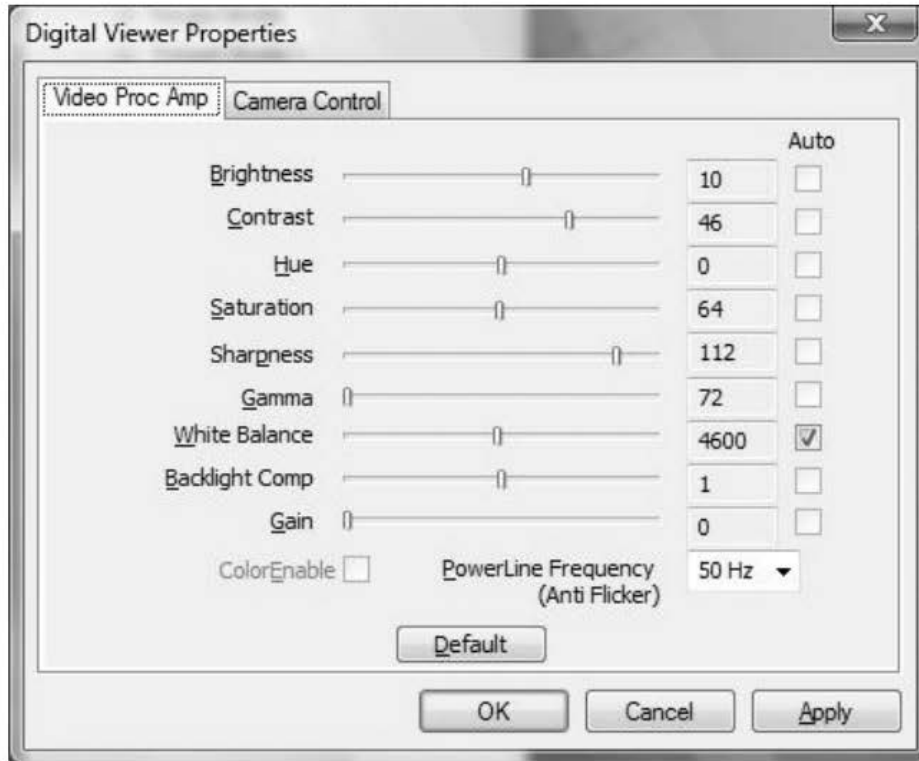 Digital Viewer Properties
Video Proc Amp Camera Control
Auto
Brightness 10
Contrast 46
Hue 0
Saturation 64
Sharpness 112
Gamma 72
White Balance 4600
Backlight Comp 1
Gain 0
ColorEnable PowerLine Frequency 50 Hz
(Anti Flicker)
Default
OK Cancel Apply